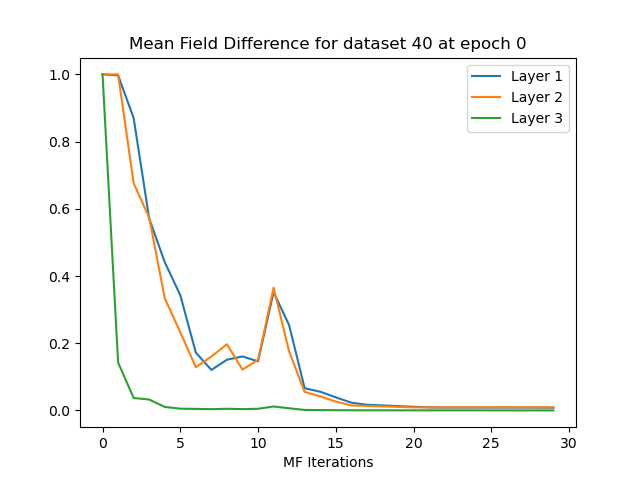 Mean Field Difference for dataset 40 at epoch 0
Layer 1
Layer 2
Layer 3
1.0
0.8
0.6
0.4
0.2
0.0
0 5 10 15 20 25 30
MF Iterations